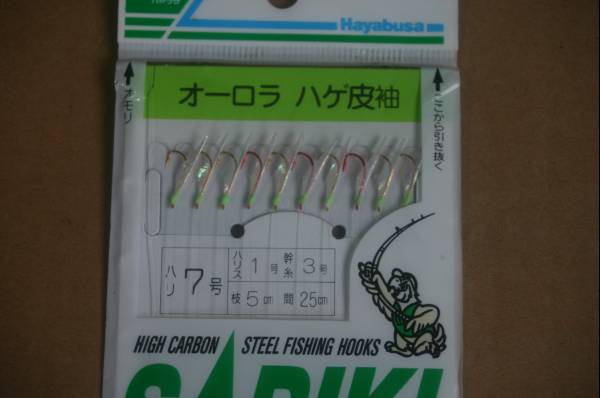 Hayabusa
オーロラ ハゲ皮袖
オモリ
ここから引き抜く
ハリ 7号
ハリス 1号 幹糸 3号
枝 5cm 間 25cm
HIGH CARBON STEEL FISHING HOOKS
SABIKI